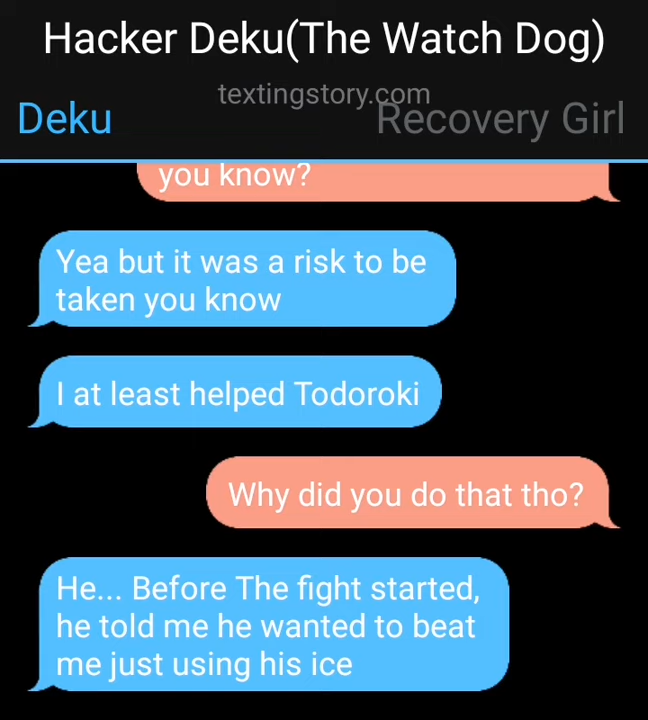 Hacker Deku(The Watch Dog)
textingstory.com
Deku
Recovery Girl
you know?
Yea but it was a risk to be
taken you know
I at least helped Todoroki
Why did you do that tho?
He... Before The fight started,
he told me he wanted to beat
me just using his ice